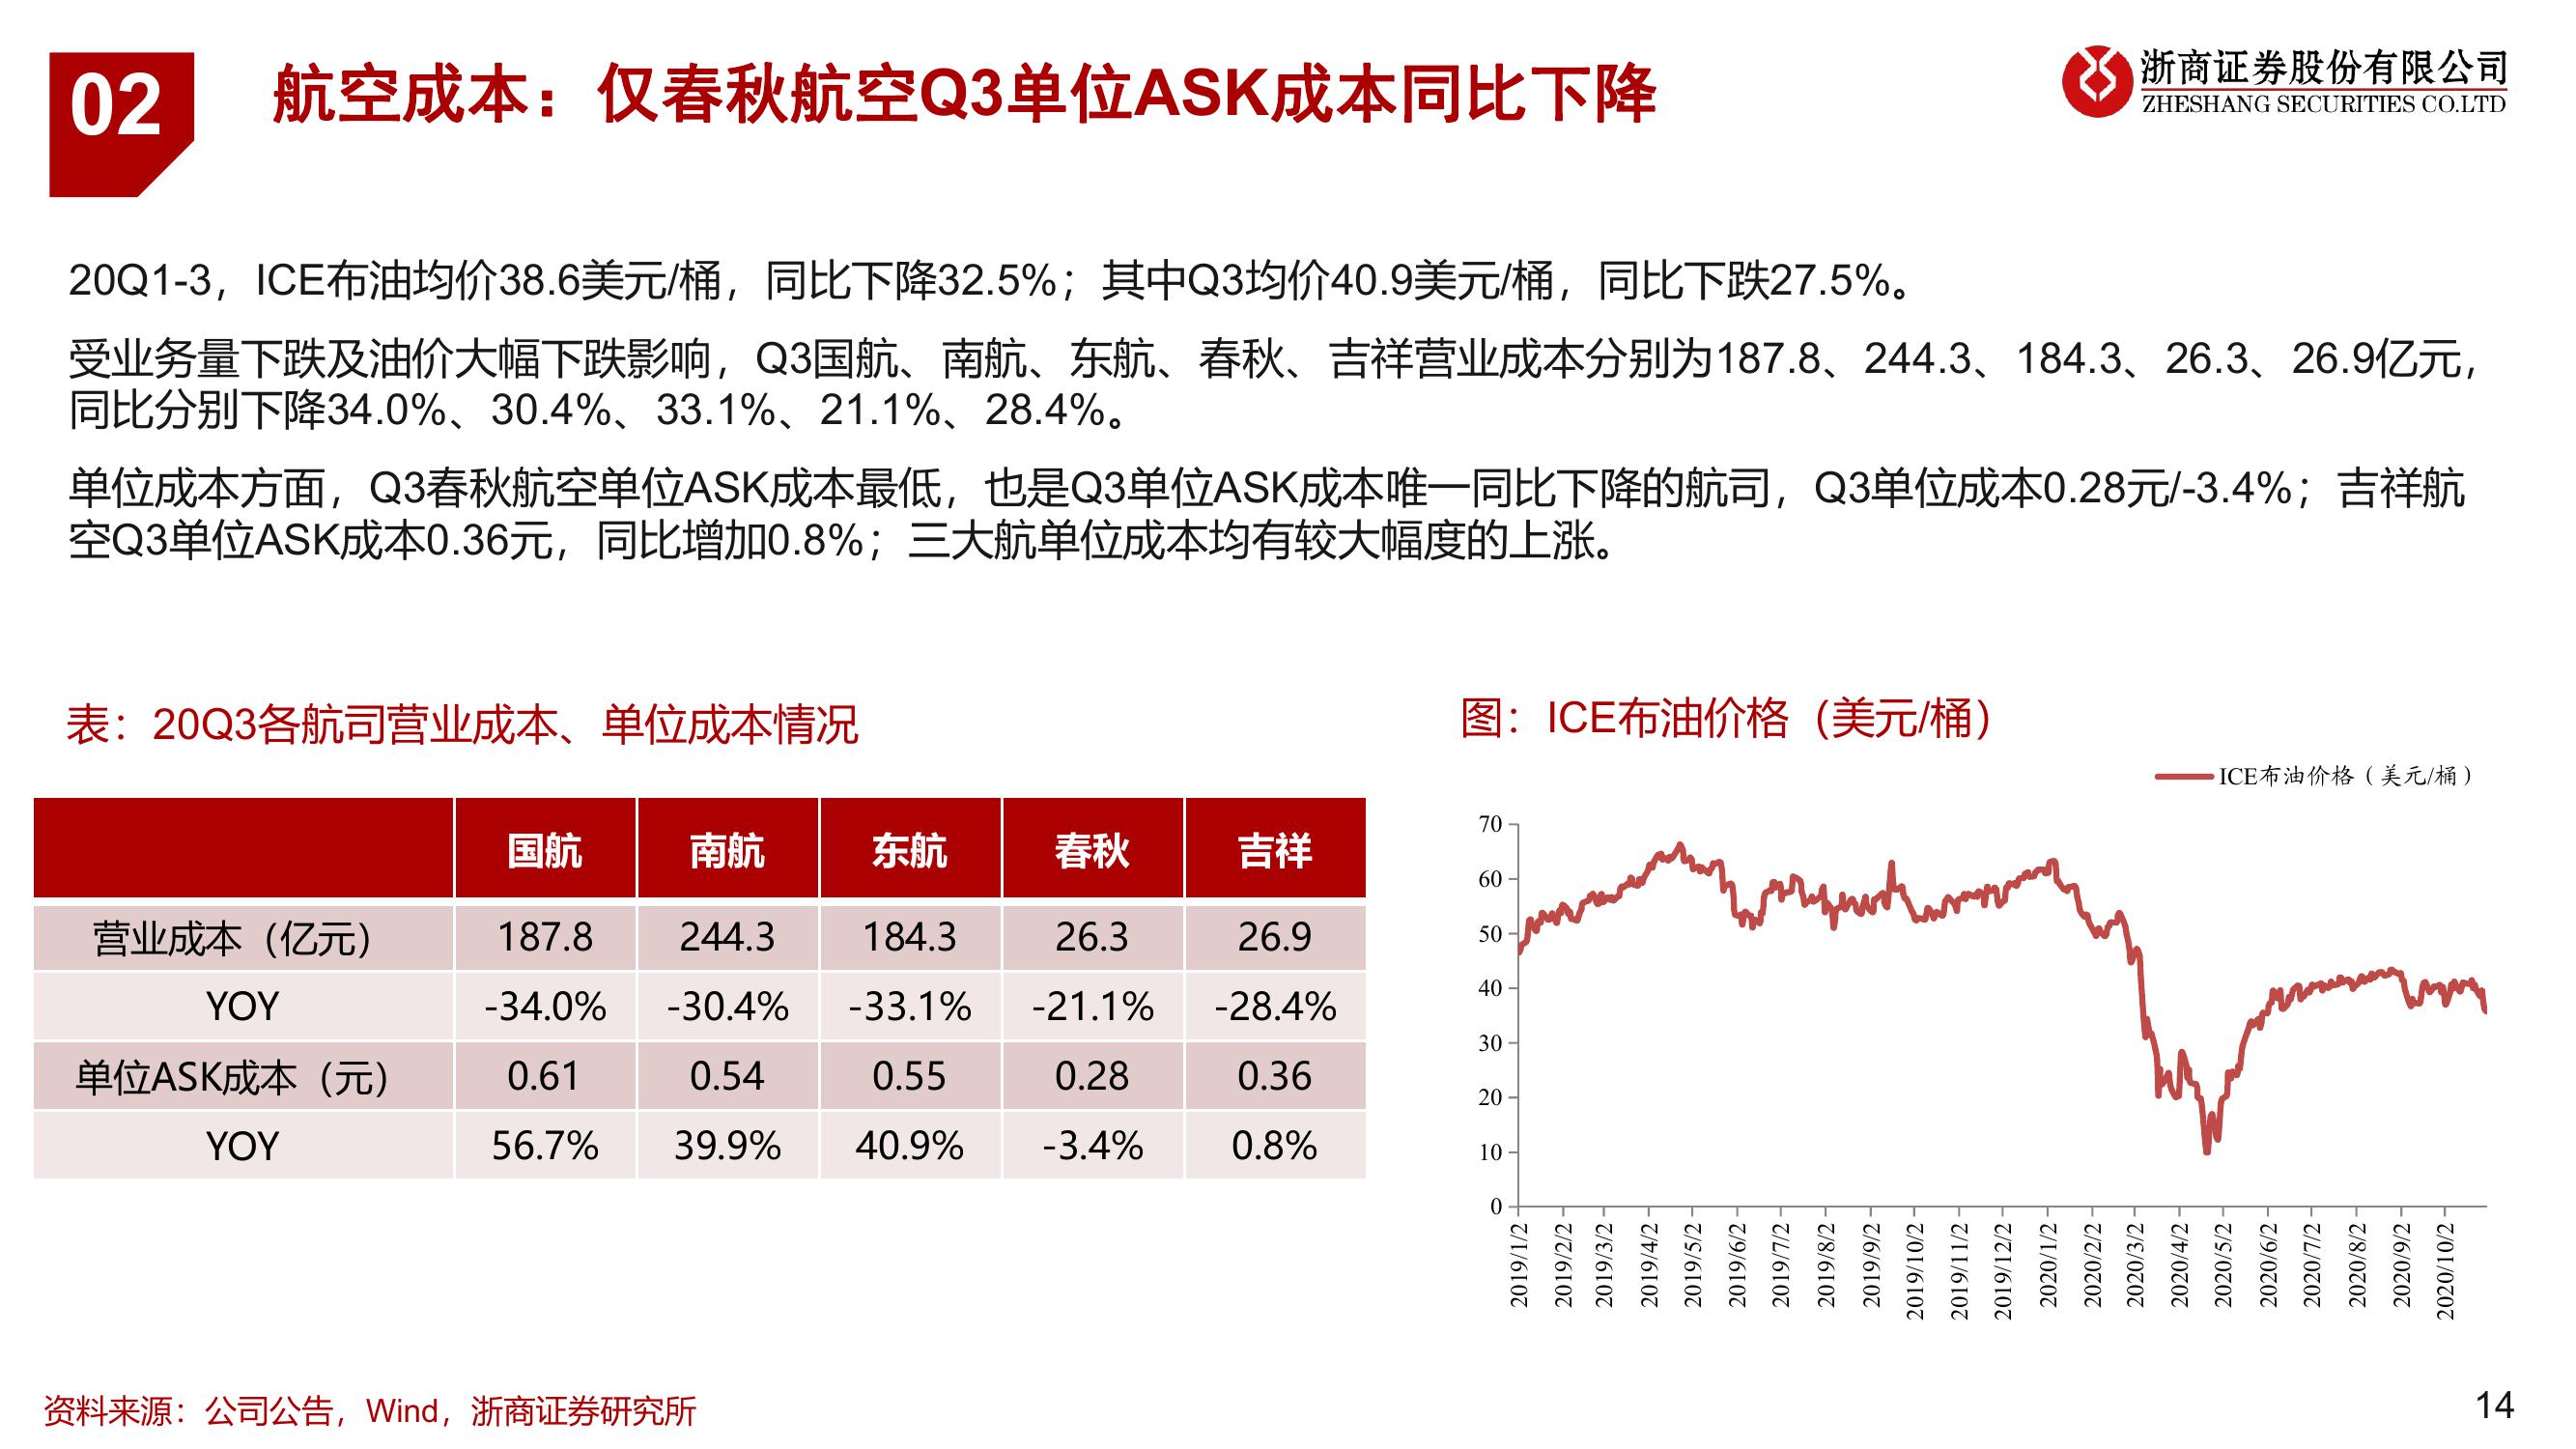 02
航空成本：仅春秋航空Q3单位ASK成本同比下降
浙商证券股份有限公司
ZHESHANG SECURITIES CO.LTD
20Q1-3，ICE布油均价38.6美元/桶，同比下降32.5%；其中Q3均价40.9美元/桶，同比下跌27.5%。
受业务量下跌及油价大幅下跌影响，Q3国航、南航、东航、春秋、吉祥营业成本分别为187.8、244.3、184.3、26.3、26.9亿元，
同比分别下降34.0%、30.4%、33.1%、21.1%、28.4%。
单位成本方面，Q3春秋航空单位ASK成本最低，也是Q3单位ASK成本唯一同比下降的航司，Q3单位成本0.28元/-3.4%；吉祥航
空Q3单位ASK成本0.36元，同比增加0.8%；三大航单位成本均有较大幅度的上涨。
表：20Q3各航司营业成本、单位成本情况
国航 南航 东航 春秋 吉祥
营业成本（亿元） 187.8 244.3 184.3 26.3 26.9
YOY -34.0% -30.4% -33.1% -21.1% -28.4%
单位ASK成本（元） 0.61 0.54 0.55 0.28 0.36
YOY 56.7% 39.9% 40.9% -3.4% 0.8%
图：ICE布油价格（美元/桶）
ICE布油价格（美元/桶）
70
60
50
40
30
20
10
0
2019/1/2
2019/2/2
2019/3/2
2019/4/2
2019/5/2
2019/6/2
2019/7/2
2019/8/2
2019/9/2
2019/10/2
2019/11/2
2019/12/2
2020/1/2
2020/2/2
2020/3/2
2020/4/2
2020/5/2
2020/6/2
2020/7/2
2020/8/2
2020/9/2
2020/10/2
资料来源：公司公告，Wind，浙商证券研究所
14